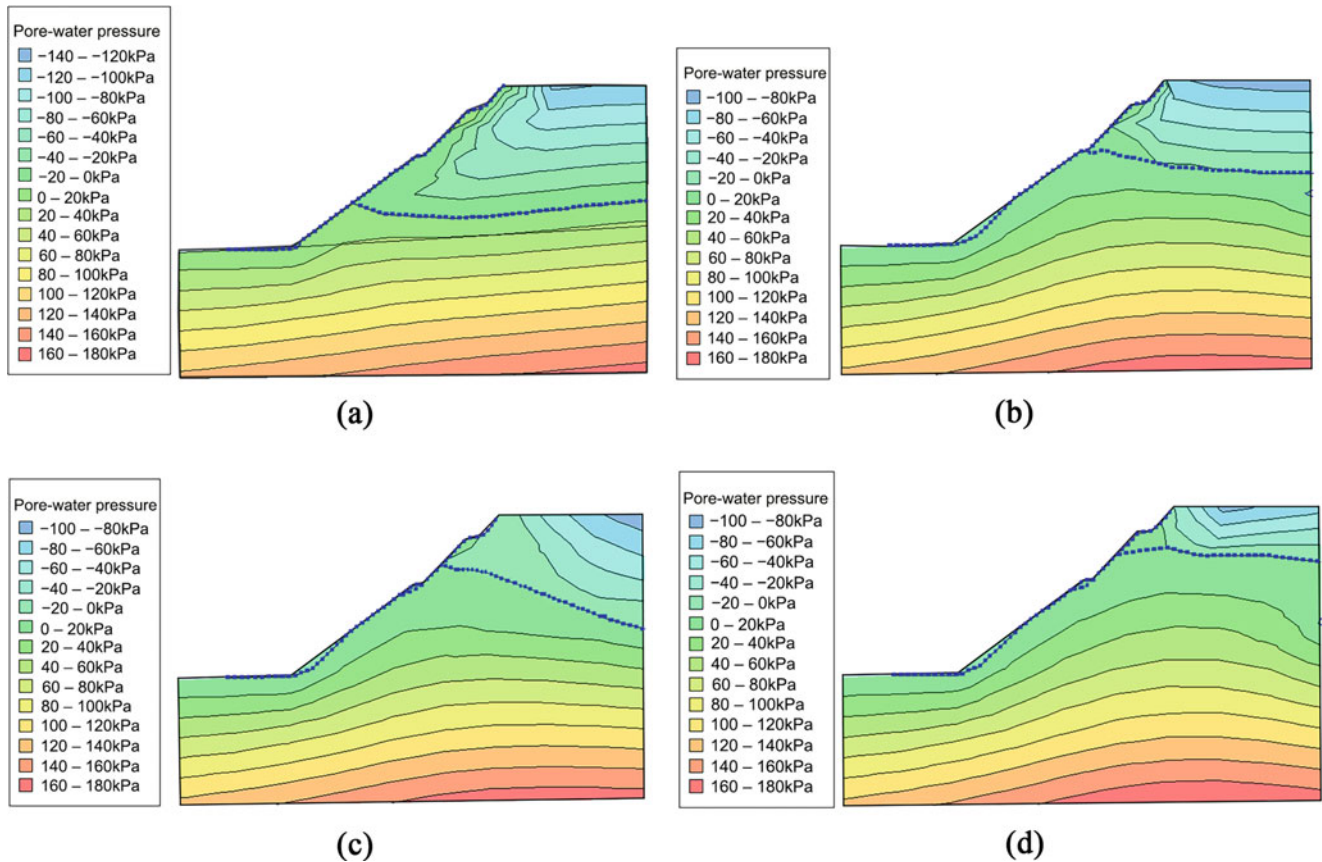 Pore-water pressure
−140 – −120kPa
−120 – −100kPa
−100 – −80kPa
−80 – −60kPa
−60 – −40kPa
−40 – −20kPa
−20 – 0kPa
0 – 20kPa
20 – 40kPa
40 – 60kPa
60 – 80kPa
80 – 100kPa
100 – 120kPa
120 – 140kPa
140 – 160kPa
160 – 180kPa
(a)
Pore-water pressure
−100 – −80kPa
−80 – −60kPa
−60 – −40kPa
−40 – −20kPa
−20 – 0kPa
0 – 20kPa
20 – 40kPa
40 – 60kPa
60 – 80kPa
80 – 100kPa
100 – 120kPa
120 – 140kPa
140 – 160kPa
160 – 180kPa
(b)
Pore-water pressure
−100 – −80kPa
−80 – −60kPa
−60 – −40kPa
−40 – −20kPa
−20 – 0kPa
0 – 20kPa
20 – 40kPa
40 – 60kPa
60 – 80kPa
80 – 100kPa
100 – 120kPa
120 – 140kPa
140 – 160kPa
160 – 180kPa
(c)
Pore-water pressure
−100 – −80kPa
−80 – −60kPa
−60 – −40kPa
−40 – −20kPa
−20 – 0kPa
0 – 20kPa
20 – 40kPa
40 – 60kPa
60 – 80kPa
80 – 100kPa
100 – 120kPa
120 – 140kPa
140 – 160kPa
160 – 180kPa
(d)